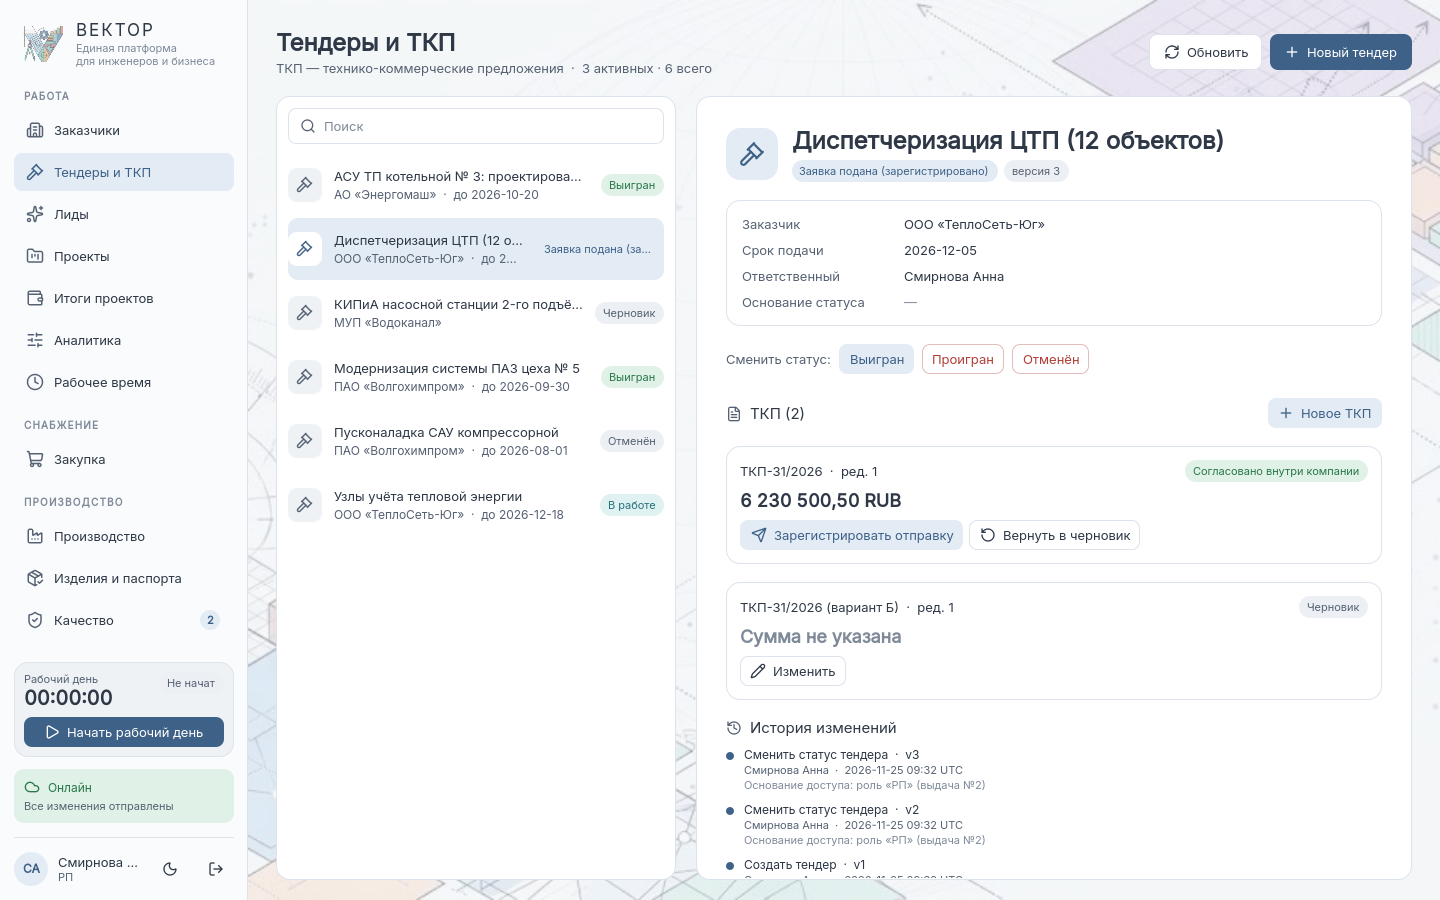 ВЕКТОР
Единая платформа
для инженеров и бизнеса
РАБОТА
Заказчики
Тендеры и ТКП
Лиды
Проекты
Итоги проектов
Аналитика
Рабочее время
СНАБЖЕНИЕ
Закупка
ПРОИЗВОДСТВО
Производство
Изделия и паспорта
Качество 2
Рабочий день
Не начат
00:00:00
Начать рабочий день
Онлайн
Все изменения отправлены
СА
Смирнова ...
РП
Тендеры и ТКП
ТКП — технико-коммерческие предложения · 3 активных · 6 всего
Обновить
Новый тендер
Поиск
АСУ ТП котельной № 3: проектирова...
АО «Энергомаш» · до 2026-10-20
Выигран
Диспетчеризация ЦТП (12 о...
ООО «ТеплоСеть-Юг» · до 2...
Заявка подана (за...
КИПиА насосной станции 2-го подъё...
МУП «Водоканал»
Черновик
Модернизация системы ПАЗ цеха № 5
ПАО «Волгохимпром» · до 2026-09-30
Выигран
Пусконаладка САУ компрессорной
ПАО «Волгохимпром» · до 2026-08-01
Отменён
Узлы учёта тепловой энергии
ООО «ТеплоСеть-Юг» · до 2026-12-18
В работе
Диспетчеризация ЦТП (12 объектов)
Заявка подана (зарегистрировано)
версия 3
Заказчик ООО «ТеплоСеть-Юг»
Срок подачи 2026-12-05
Ответственный Смирнова Анна
Основание статуса —
Сменить статус: Выигран Проигран Отменён
ТКП (2)
Новое ТКП
ТКП-31/2026 · ред. 1
Согласовано внутри компании
6 230 500,50 RUB
Зарегистрировать отправку
Вернуть в черновик
ТКП-31/2026 (вариант Б) · ред. 1
Черновик
Сумма не указана
Изменить
История изменений
Сменить статус тендера · v3
Смирнова Анна · 2026-11-25 09:32 UTC
Основание доступа: роль «РП» (выдача №2)
Сменить статус тендера · v2
Смирнова Анна · 2026-11-25 09:32 UTC
Основание доступа: роль «РП» (выдача №2)
Создать тендер · v1